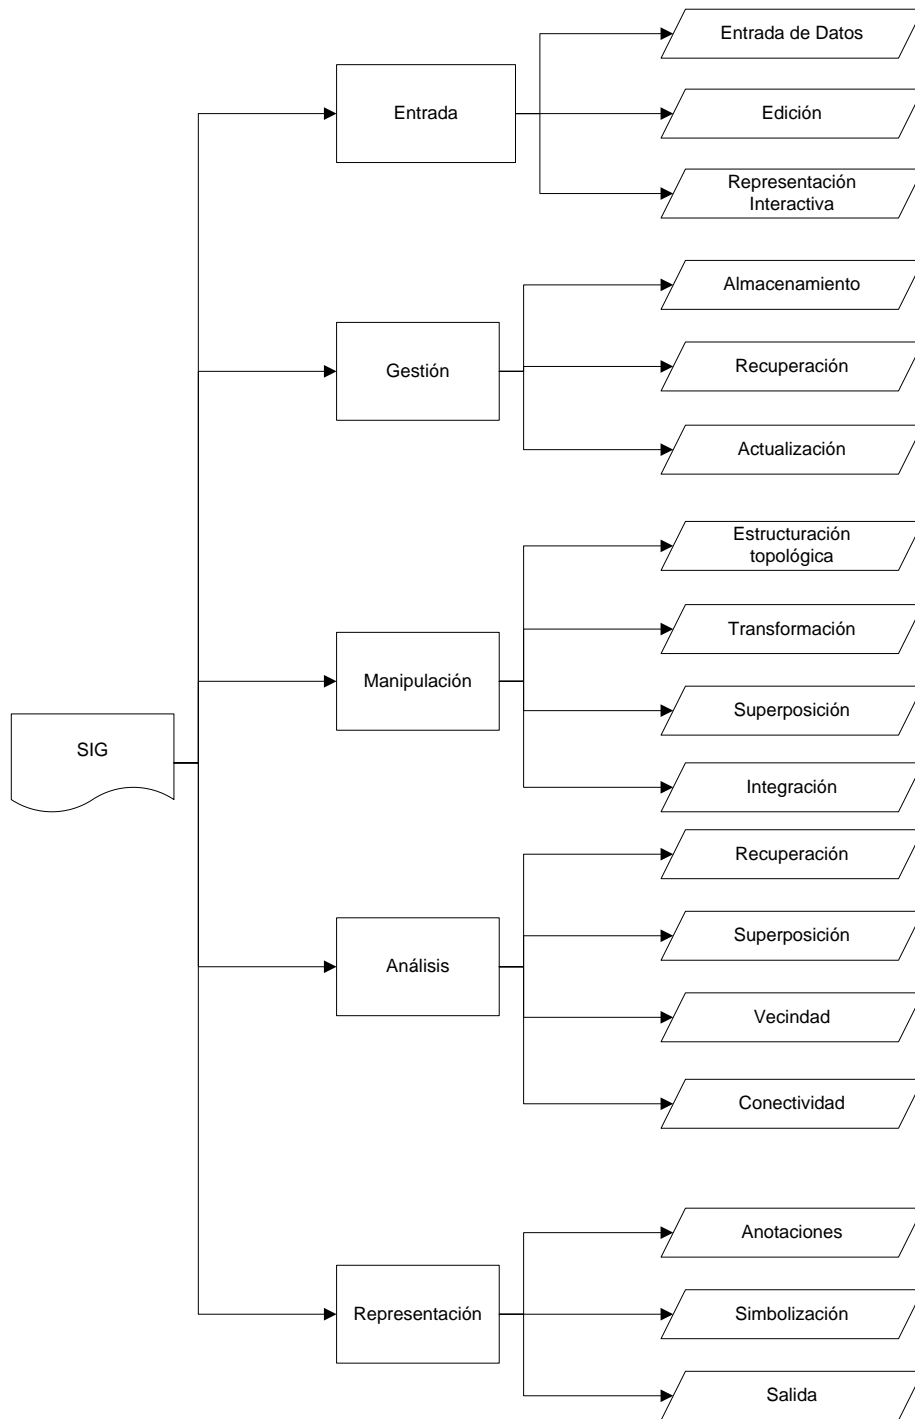 Entrada de Datos
Entrada
Edición
Representación
Interactiva
Almacenamiento
Gestión
Recuperación
Actualización
Estructuración
topológica
Transformación
Manipulación
Superposición
SIG
Integración
Recuperación
Superposición
Análisis
Vecindad
Conectividad
Anotaciones
Representación
Simbolización
Salida